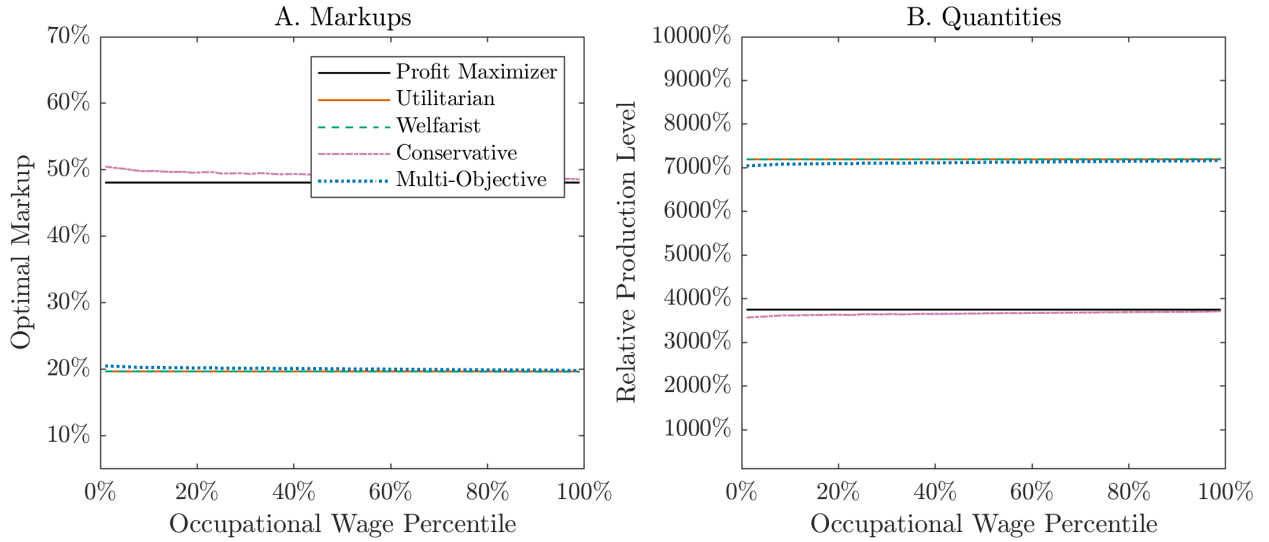 A. Markups
70%
60%
50%
40%
30%
20%
10%
0%
20%
40%
60%
80%
100%
Optimal Markup
Occupational Wage Percentile
Profit Maximizer
Utilitarian
Welfarist
Conservative
Multi-Objective
B. Quantities
10000%
9000%
8000%
7000%
6000%
5000%
4000%
3000%
2000%
1000%
0%
20%
40%
60%
80%
100%
Relative Production Level
Occupational Wage Percentile